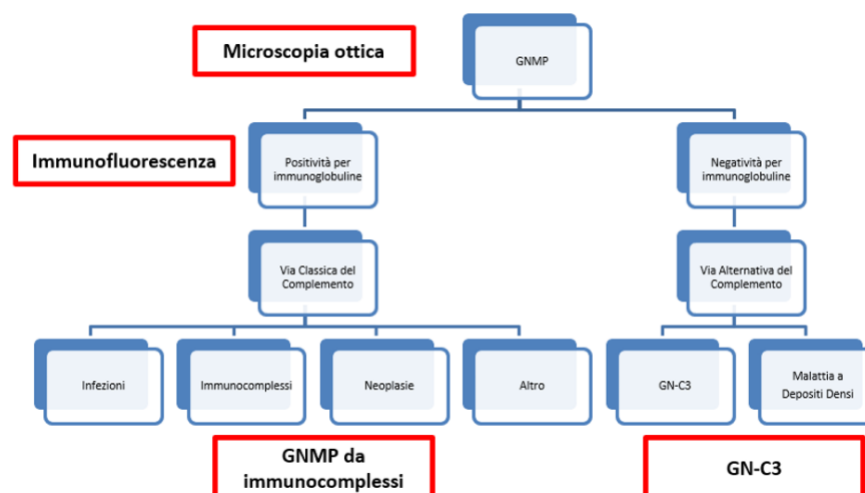 Microscopia ottica
GNMP
Immunofluorescenza
Positività per
immunoglobuline
Negatività per
immunoglobuline
Via Classica del
Complemento
Via Alternativa del
Complemento
Infezioni
Immunocomplessi
Neoplasie
Altro
GN-C3
Malattia a
Depositi Densi
GNMP da
immunocomplessi
GN-C3